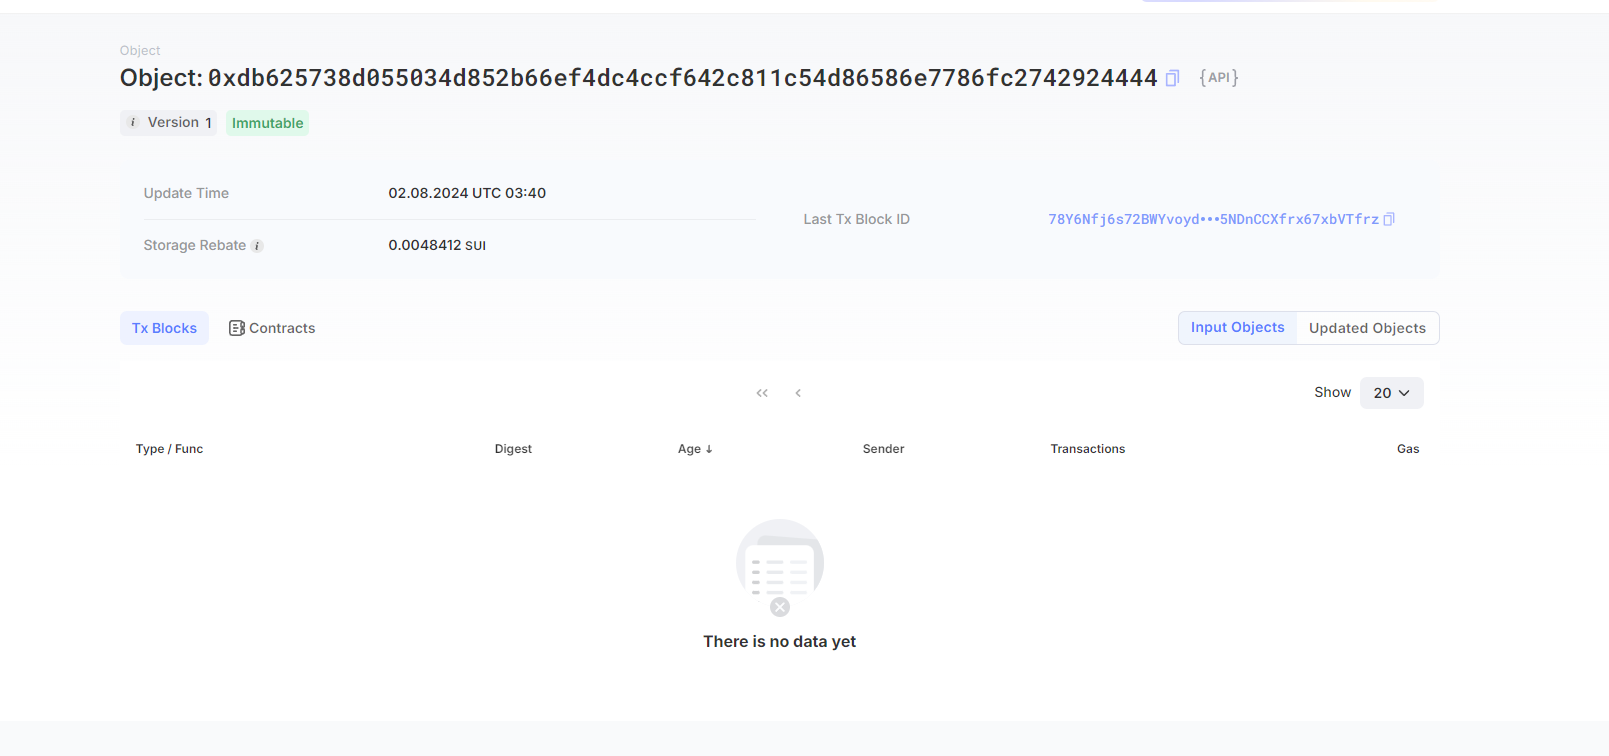 Object
Object: 0xdb625738d055034d852b66ef4dc4ccf642c811c54d86586e7786fc2742924444 {API}
i Version 1 Immutable
Update Time 02.08.2024 UTC 03:40
Storage Rebate i 0.0048412 SUI
Last Tx Block ID 78Y6Nfj6s72BWYvoyd•••5NDnCCXfrx67xbVTfrz
Tx Blocks Contracts Input Objects Updated Objects
<< < Show 20
Type / Func Digest Age ↓ Sender Transactions Gas
There is no data yet